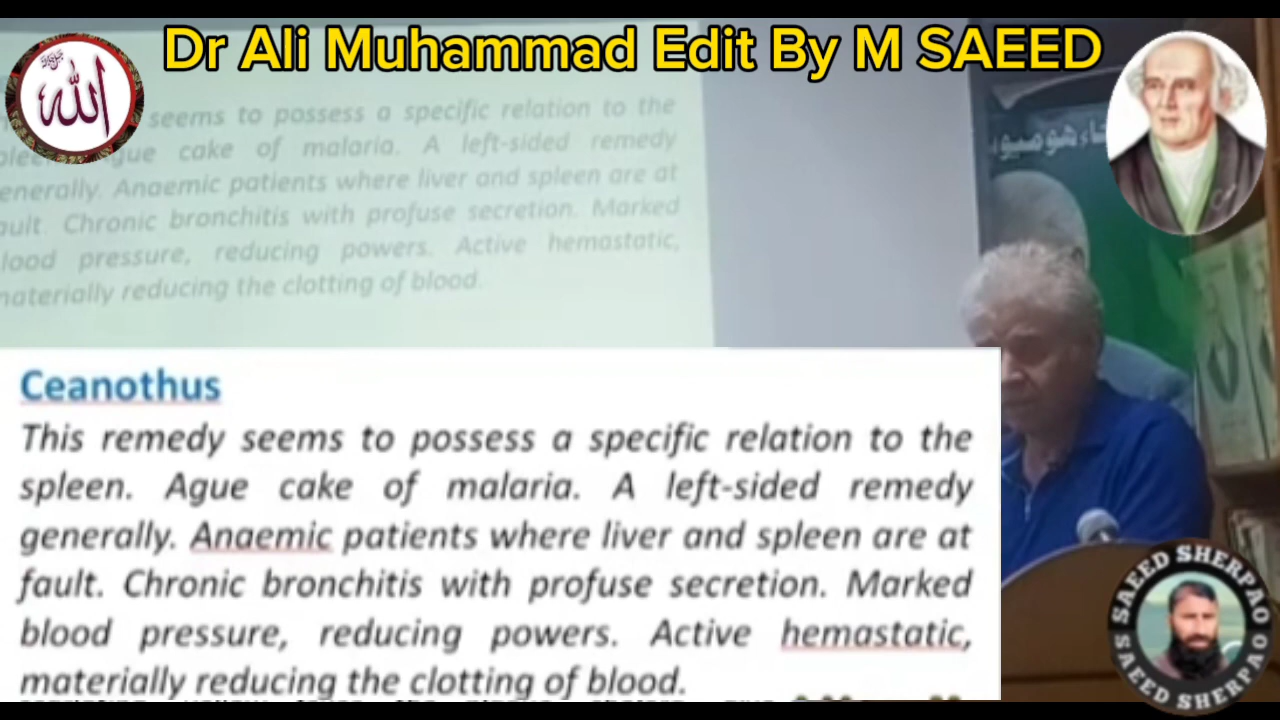 Dr Ali Muhammad Edit By M SAEED
الله
seems to possess a specific relation to the
ague cake of malaria. A left-sided remedy
generally. Anaemic patients where liver and spleen are at
fault. Chronic bronchitis with profuse secretion. Marked
blood pressure, reducing powers. Active hemastatic,
materially reducing the clotting of blood.
Ceanothus
This remedy seems to possess a specific relation to the
spleen. Ague cake of malaria. A left-sided remedy
generally. Anaemic patients where liver and spleen are at
fault. Chronic bronchitis with profuse secretion. Marked
blood pressure, reducing powers. Active hemastatic,
materially reducing the clotting of blood.
SAEED SHERPAO
SAEED SHERPAO